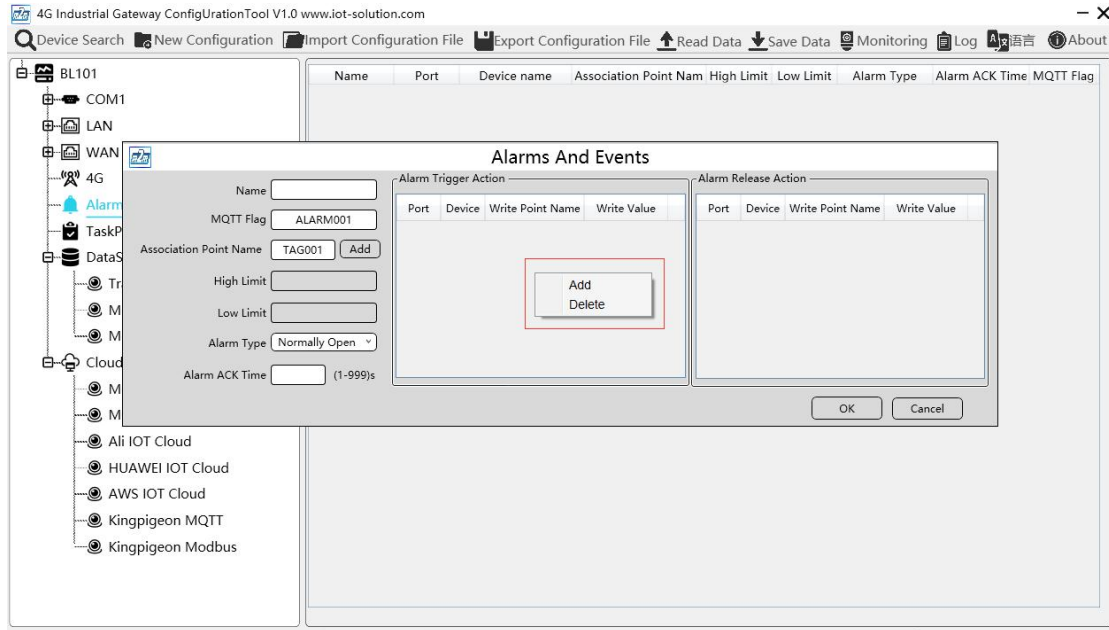 4G Industrial Gateway ConfigUrationTool V1.0 www.iot-solution.com
Device Search New Configuration Import Configuration File Export Configuration File Read Data Save Data Monitoring Log 语言 About
BL101
COM1
LAN
WAN
4G
Alarm
TaskP
DataS
Tr
M
M
Cloud
M
M
Ali IOT Cloud
HUAWEI IOT Cloud
AWS IOT Cloud
Kingpigeon MQTT
Kingpigeon Modbus
Name Port Device name Association Point Nam High Limit Low Limit Alarm Type Alarm ACK Time MQTT Flag
Alarms And Events
Name
MQTT Flag ALARM001
Association Point Name TAG001 Add
High Limit
Low Limit
Alarm Type Normally Open
Alarm ACK Time (1-999)s
Alarm Trigger Action
Port Device Write Point Name Write Value
Add
Delete
Alarm Release Action
Port Device Write Point Name Write Value
OK Cancel